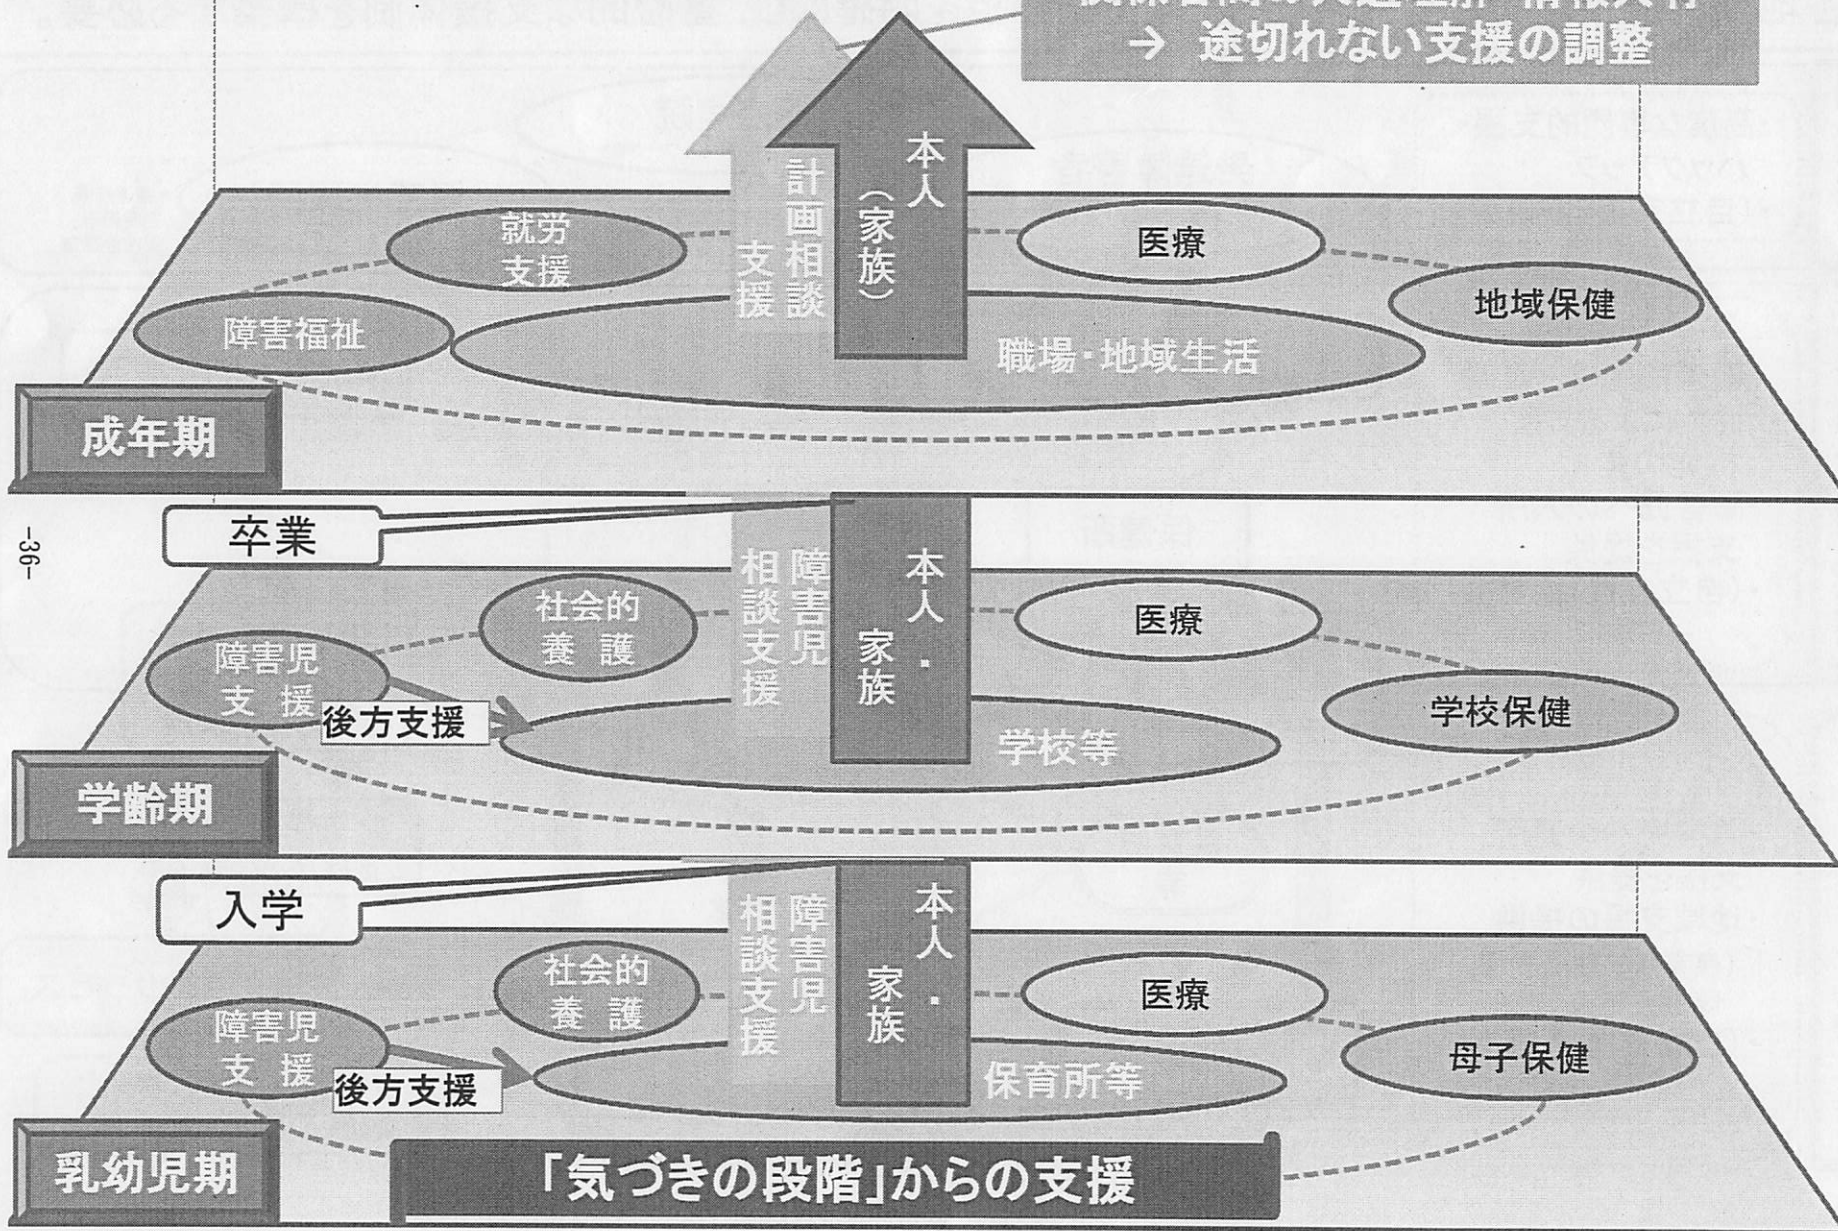 → 途切れない支援の調整
本人
（家族）
計画相談
支援
就労
支援
医療
地域保健
障害福祉
職場・地域生活
成年期
卒業
本人・
家族
障害児
相談支援
社会的
養護
医療
障害児
支援
後方支援
学校保健
学校等
学齢期
入学
本人・
家族
障害児
相談支援
社会的
養護
医療
障害児
支援
後方支援
母子保健
保育所等
乳幼児期
「気づきの段階」からの支援
-36-